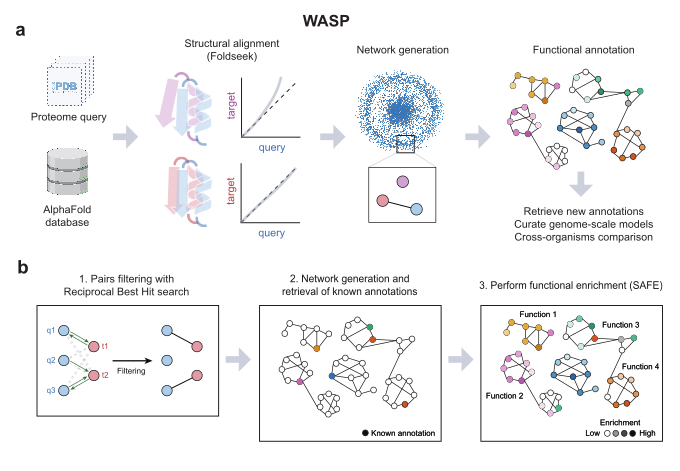 WASP
a
Structural alignment
(Foldseek)
Network generation
Functional annotation
PDB
Proteome query
target
query
target
query
AlphaFold
database
Retrieve new annotations
Curate genome-scale models
Cross-organisms comparison
b
1. Pairs filtering with
Reciprocal Best Hit search
2. Network generation and
retrieval of known annotations
3. Perform functional enrichment (SAFE)
q1
t1
q2
t2
q3
Filtering
Known annotation
Function 1
Function 3
Function 4
Function 2
Enrichment
Low
High